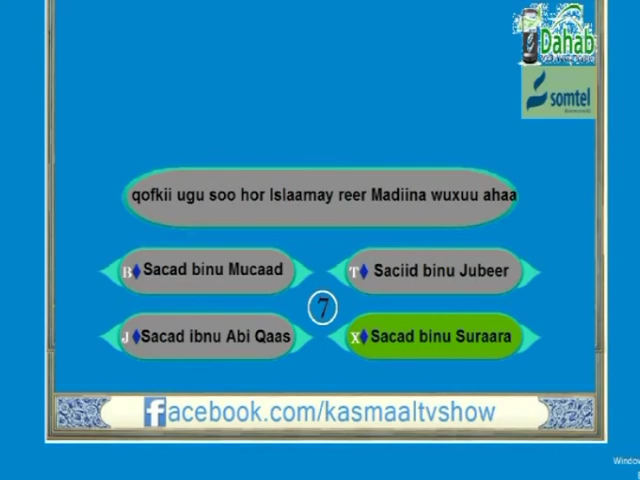 Dahab
somtel
qofkii ugu soo hor Islaamay reer Madiina wuxuu ahaa
B Sacad binu Mucaad
T Saciid binu Jubeer
7
J Sacad ibnu Abi Qaas
X Sacad binu Suraara
facebook.com/kasmaaltvshow